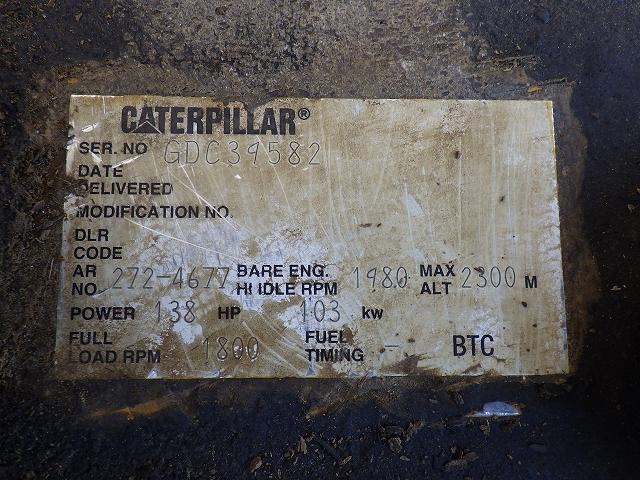 CATERPILLAR®
SER. NO GDC39582
DATE
DELIVERED
MODIFICATION NO.
DLR
CODE
AR NO. 272-4677 BARE ENG. HI IDLE RPM 1980 MAX ALT 2300 M
POWER 138 HP 103 kw
FULL LOAD RPM 1800 FUEL TIMING - BTC